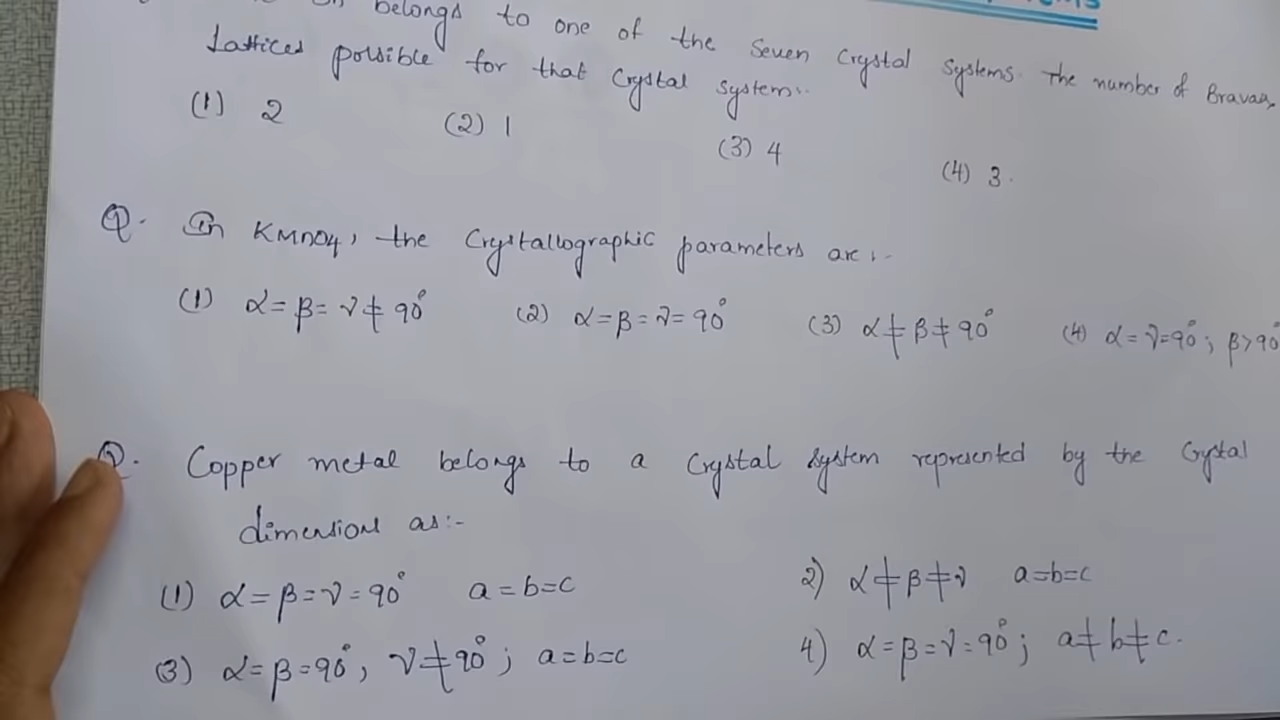 belongs to one of the Seven Crystal Systems. The number of Bravais
Lattices possible for that Crystal system:-
(1) 2 (2) 1 (3) 4 (4) 3.
Q. In KMnO4, the Crystallographic parameters are :-
(1) α=β=γ≠90° (2) α=β=γ=90° (3) α≠β≠90° (4) α=γ=90°; β>90°
Q. Copper metal belongs to a Crystal system represented by the Crystal
dimension as:-
(1) α=β=γ=90° a=b=c 2) α≠β≠γ a=b=c
(3) α=β=90°, γ≠90°; a=b=c 4) α=β=γ=90°; a≠b≠c.